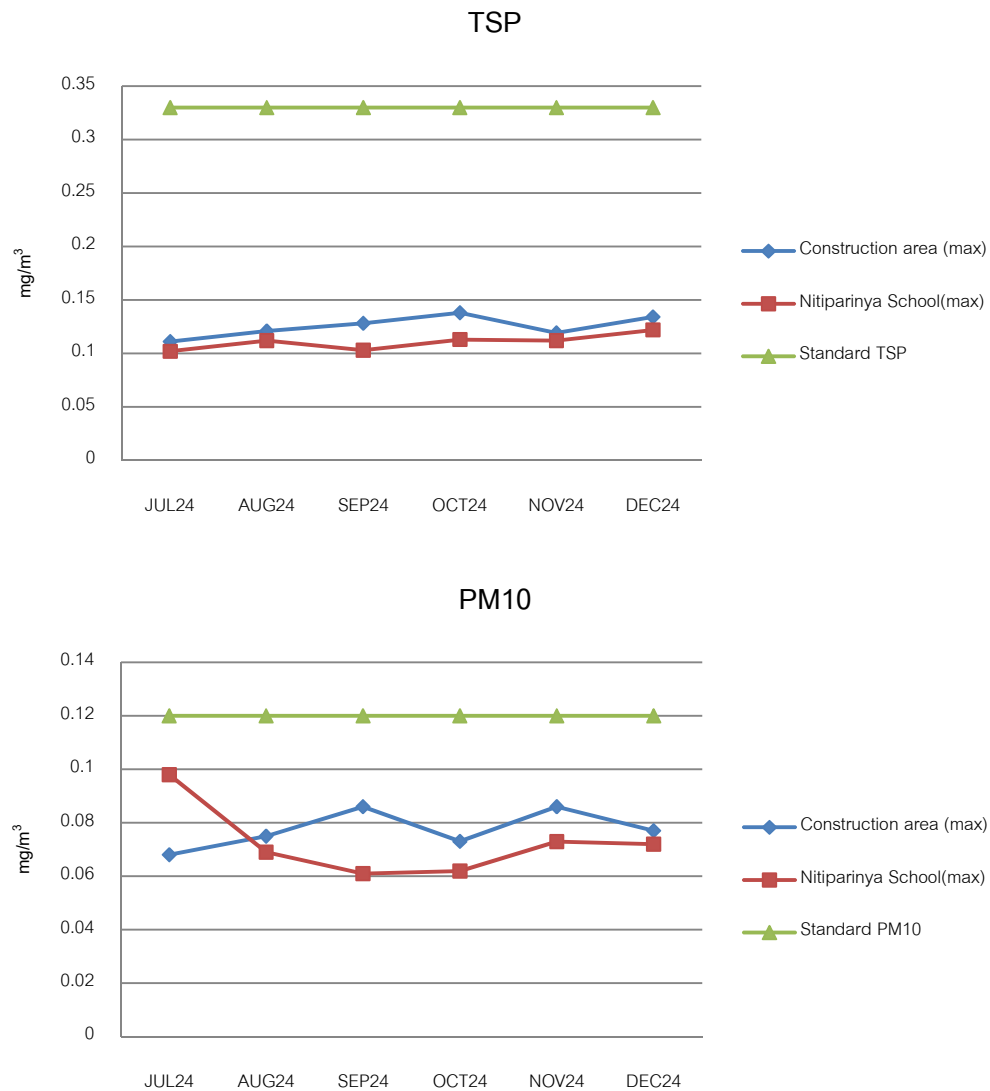 TSP
0.35
0.3
0.25
0.2
0.15
0.1
0.05
0
mg/m³
JUL24 AUG24 SEP24 OCT24 NOV24 DEC24
Construction area (max)
Nitiparinya School(max)
Standard TSP
PM10
0.14
0.12
0.1
0.08
0.06
0.04
0.02
0
mg/m³
JUL24 AUG24 SEP24 OCT24 NOV24 DEC24
Construction area (max)
Nitiparinya School(max)
Standard PM10